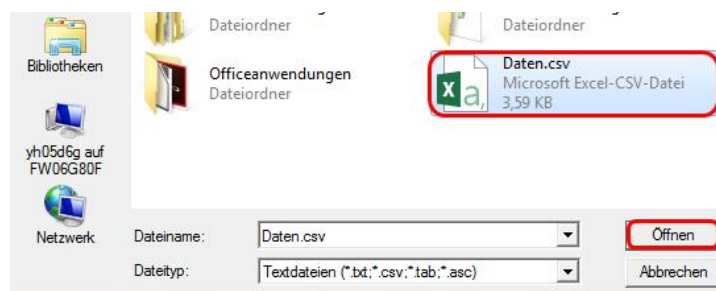 Dateiordner
Dateiordner
Bibliotheken
Officeanwendungen
Dateiordner
Daten.csv
Microsoft Excel-CSV-Datei
3,59 KB
yh05d6g auf
FW06G80F
Netzwerk
Dateiname:
Daten.csv
Öffnen
Dateityp:
Textdateien (*.txt;*.csv;*.tab;*.asc)
Abbrechen